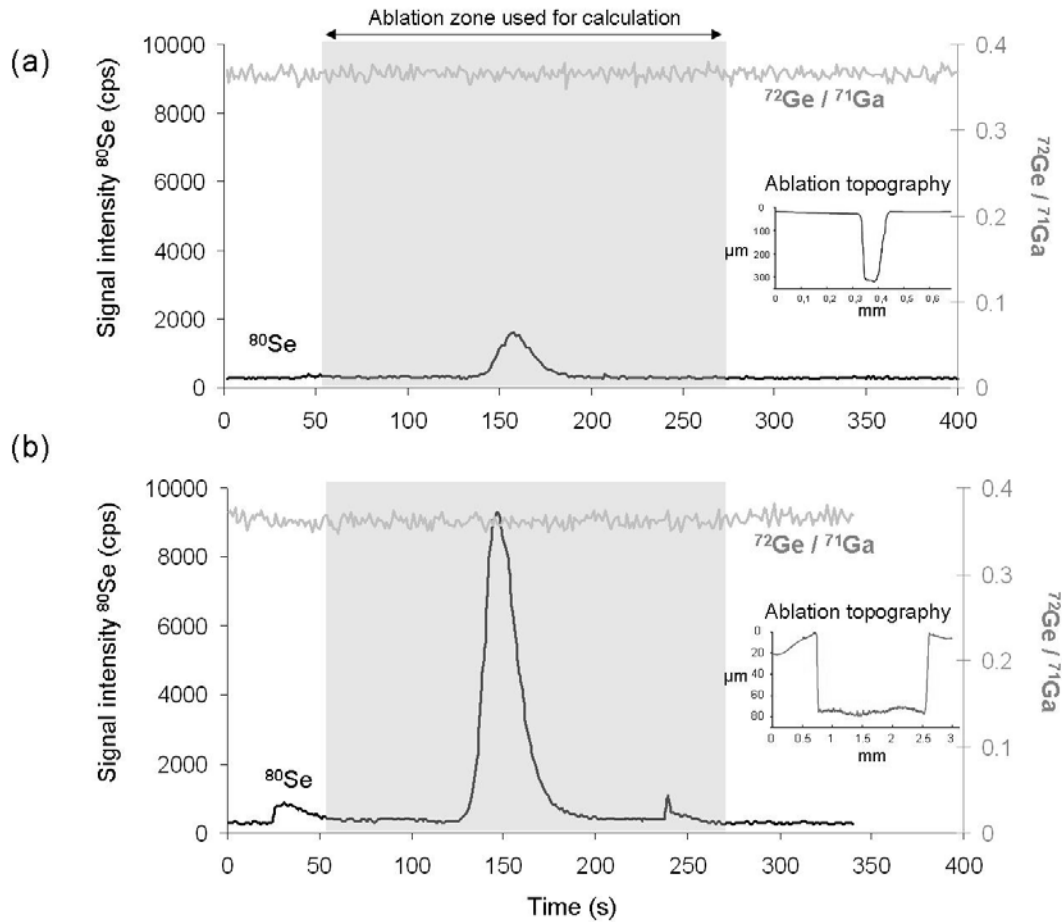 Ablation zone used for calculation
(a)
Signal intensity ⁸⁰Se (cps)
10000
8000
6000
4000
2000
0
0.4
0.3
0.2
0.1
0
⁷²Ge / ⁷¹Ga
⁷²Ge / ⁷¹Ga
Ablation topography
0
100
200
300
µm
0 0,1 0,2 0,3 0,4 0,5 0,6
mm
⁸⁰Se
0 50 100 150 200 250 300 350 400
(b)
Signal intensity ⁸⁰Se (cps)
10000
8000
6000
4000
2000
0
0.4
0.3
0.2
0.1
0
⁷²Ge / ⁷¹Ga
⁷²Ge / ⁷¹Ga
Ablation topography
0
20
40
60
80
µm
0 0.5 1 1.5 2 2.5 3
mm
⁸⁰Se
0 50 100 150 200 250 300 350 400
Time (s)